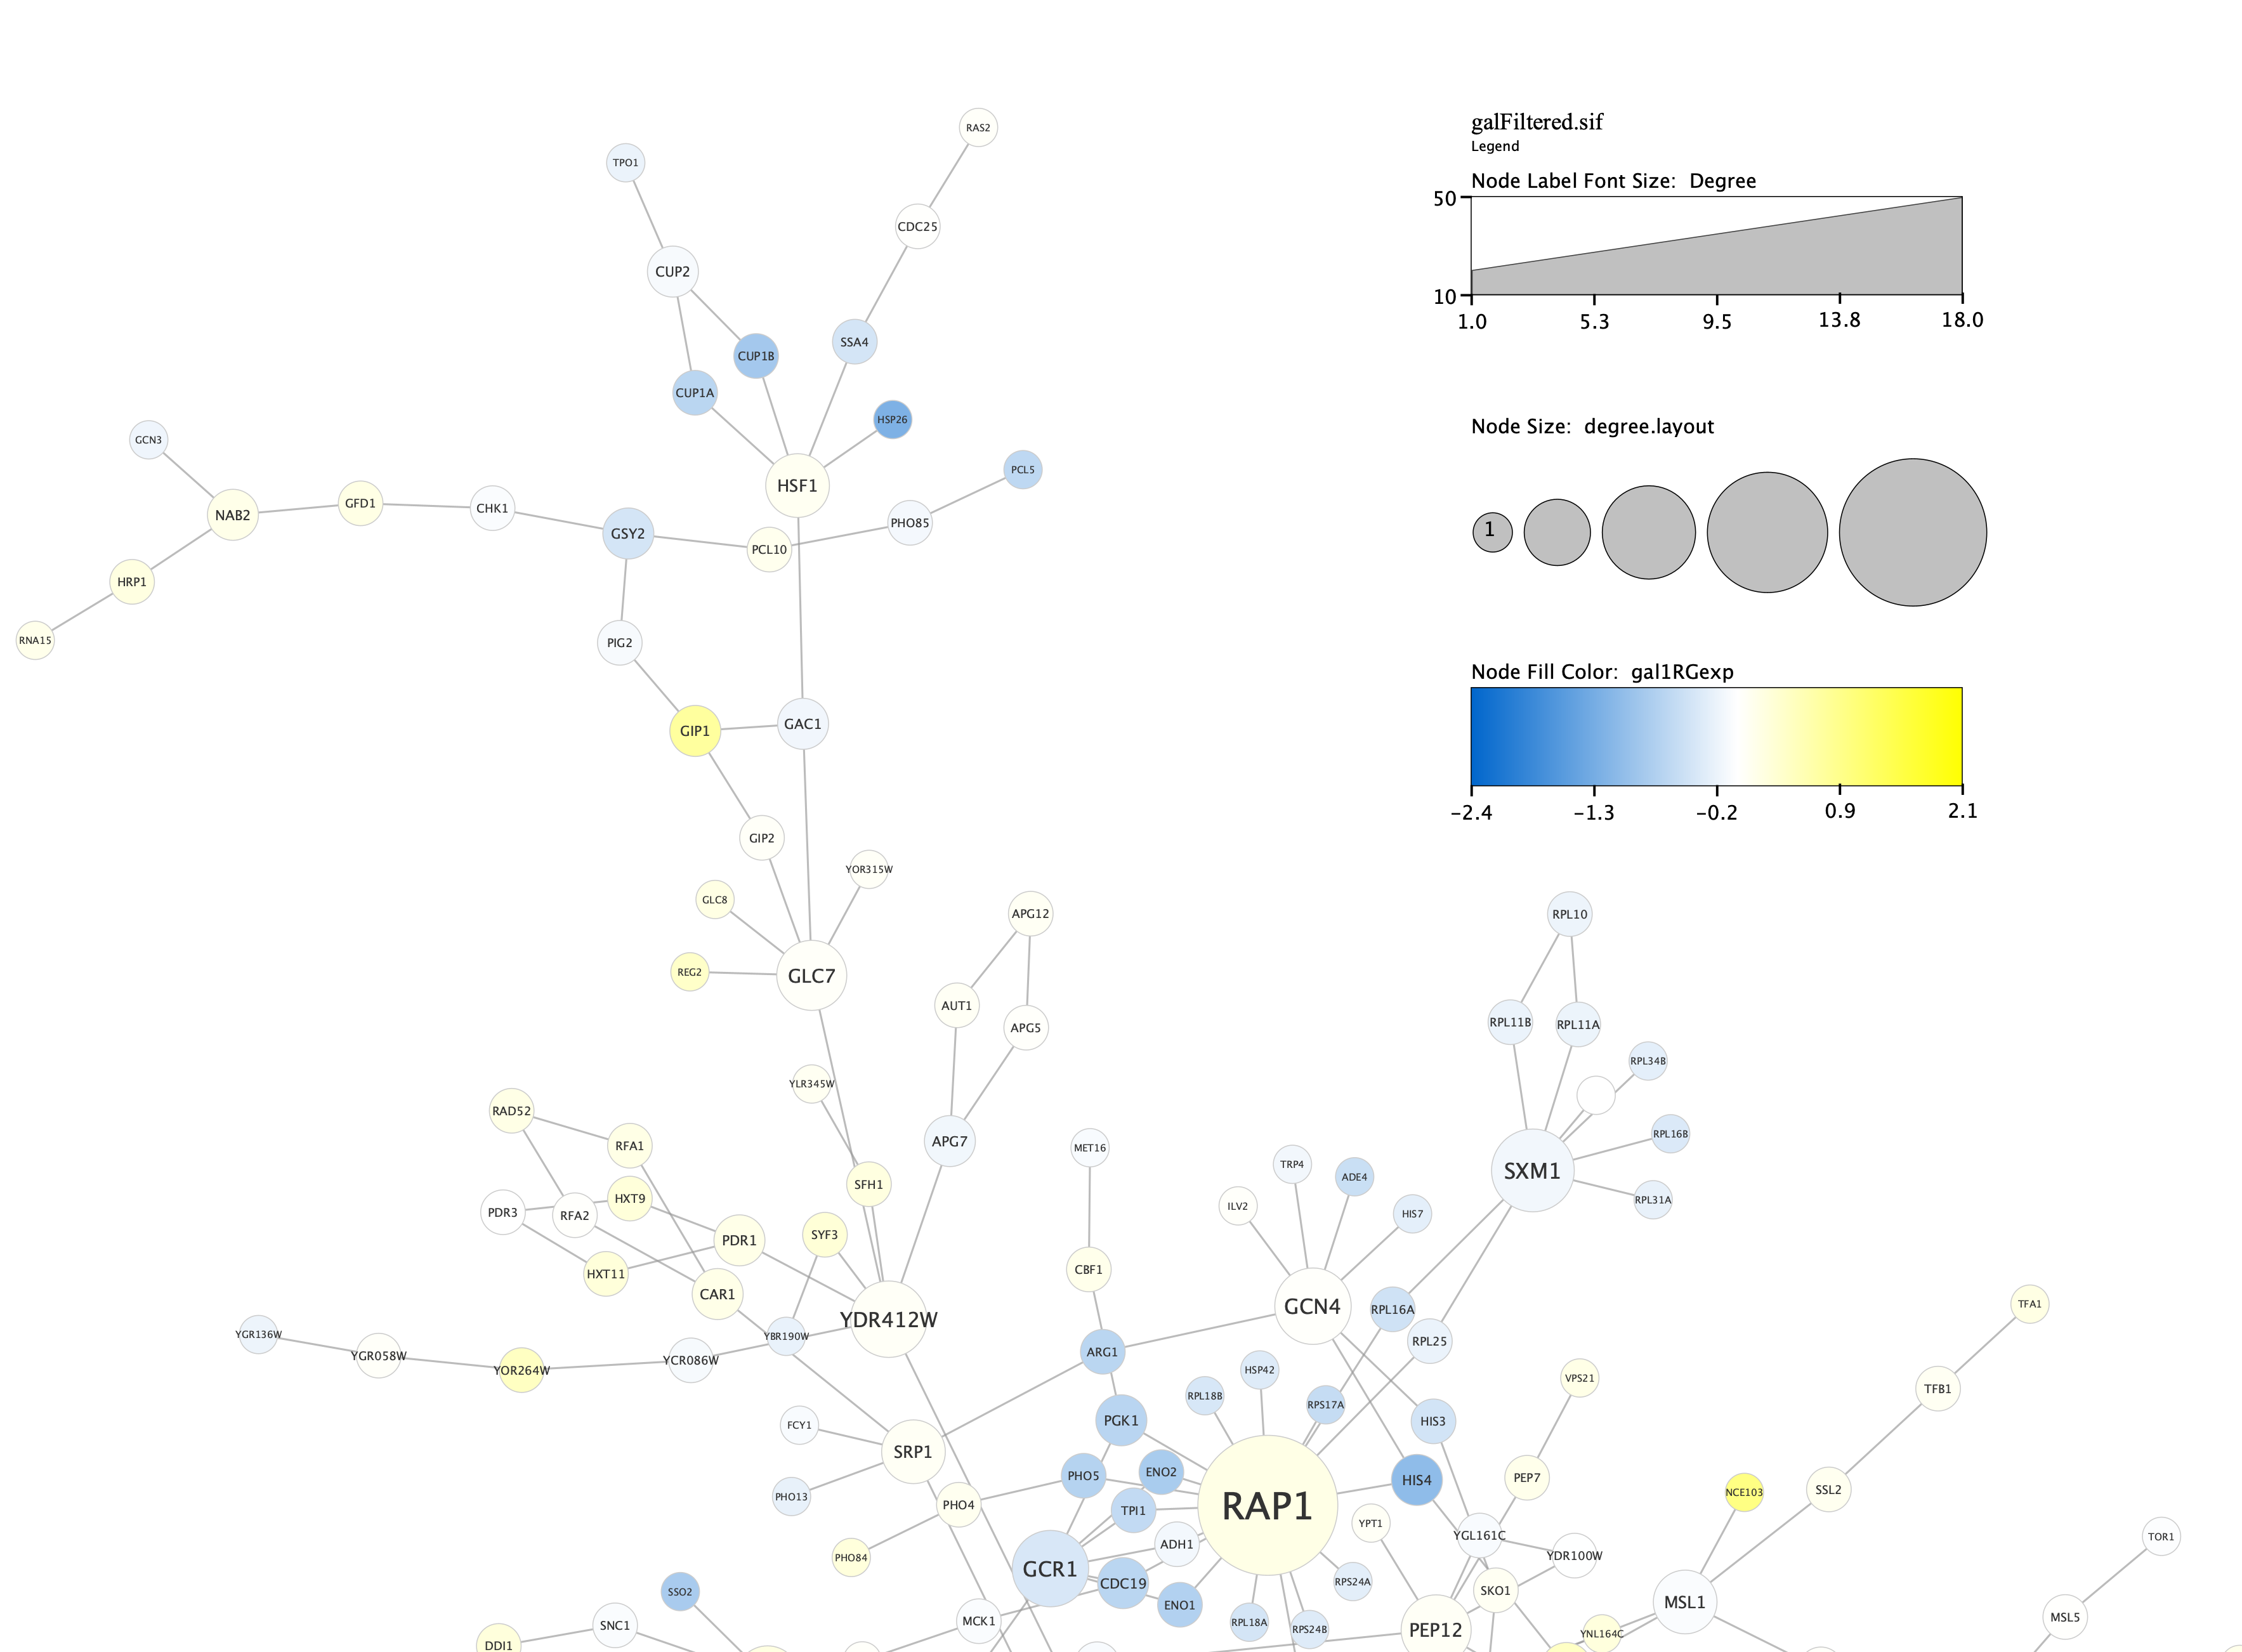 RAS2
galFiltered.sif
Legend
TPO1
Node Label Font Size: Degree
50
CDC25
CUP2
10
1.0 5.3 9.5 13.8 18.0
SSA4
CUP1B
CUP1A
HSP26
Node Size: degree.layout
GCN3
PCL5
HSF1
GFD1
CHK1
NAB2
PHO85
1
GSY2
PCL10
HRP1
RNA15
PIG2
Node Fill Color: gal1RGexp
GAC1
GIP1
-2.4 -1.3 -0.2 0.9 2.1
GIP2
YOR315W
GLC8
APG12
RPL10
REG2
GLC7
AUT1
RPL11B
RPL11A
APG5
RPL34B
YLR345W
RAD52
RPL16B
APG7
RFA1
MET16
TRP4
SXM1
ADE4
SFH1
HXT9
RPL31A
ILV2
PDR3
RFA2
HIS7
SYF3
PDR1
CBF1
HXT11
CAR1
TFA1
GCN4
RPL16A
YDR412W
YGR136W
YBR190W
RPL25
ARG1
YGR058W
YCR086W
YOR264W
HSP42
VPS21
TFB1
RPL18B
RPS17A
PGK1
HIS3
FCY1
SRP1
ENO2
PHO5
PEP7
HIS4
SSL2
NCE103
PHO13
PHO4
RAP1
TPI1
YPT1
YGL161C
TOR1
ADH1
PHO84
YDR100W
GCR1
RPS24A
CDC19
SSO2
SKO1
MSL1
ENO1
MSL5
MCK1
RPL18A
SNC1
RPS24B
PEP12
YNL164C
DDI1